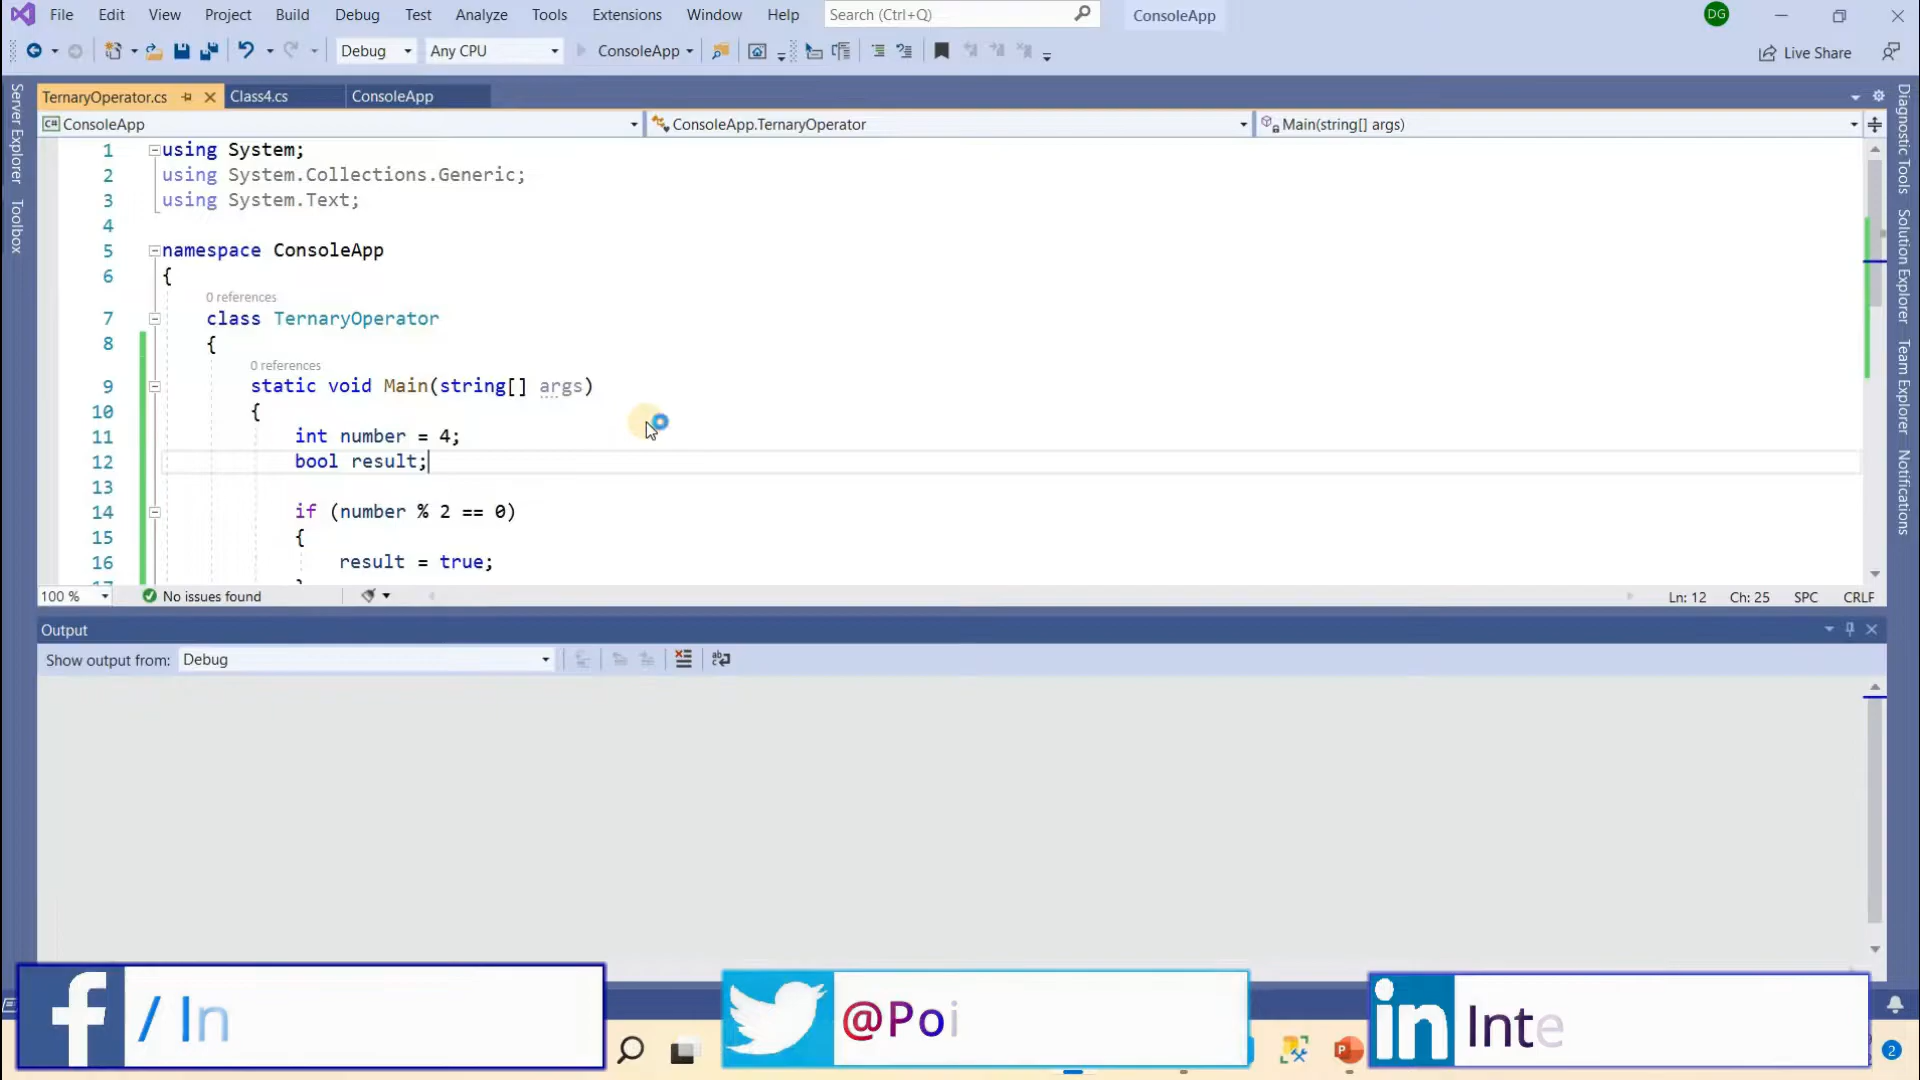 File Edit View Project Build Debug Test Analyze Tools Extensions Window Help Search (Ctrl+Q) ConsoleApp DG
Debug Any CPU ConsoleApp Live Share
TernaryOperator.cs Class4.cs ConsoleApp
C# ConsoleApp ConsoleApp.TernaryOperator Main(string[] args)
Server Explorer
Toolbox
Diagnostic Tools
Solution Explorer
Team Explorer
Notifications
1 using System;
2 using System.Collections.Generic;
3 using System.Text;
4
5 namespace ConsoleApp
6 {
0 references
7 class TernaryOperator
8 {
0 references
9 static void Main(string[] args)
10 {
11 int number = 4;
12 bool result;
13
14 if (number % 2 == 0)
15 {
16 result = true;
17 }
100 % No issues found Ln: 12 Ch: 25 SPC CRLF
Output
Show output from: Debug
f / In
@Poi
in Inte
2